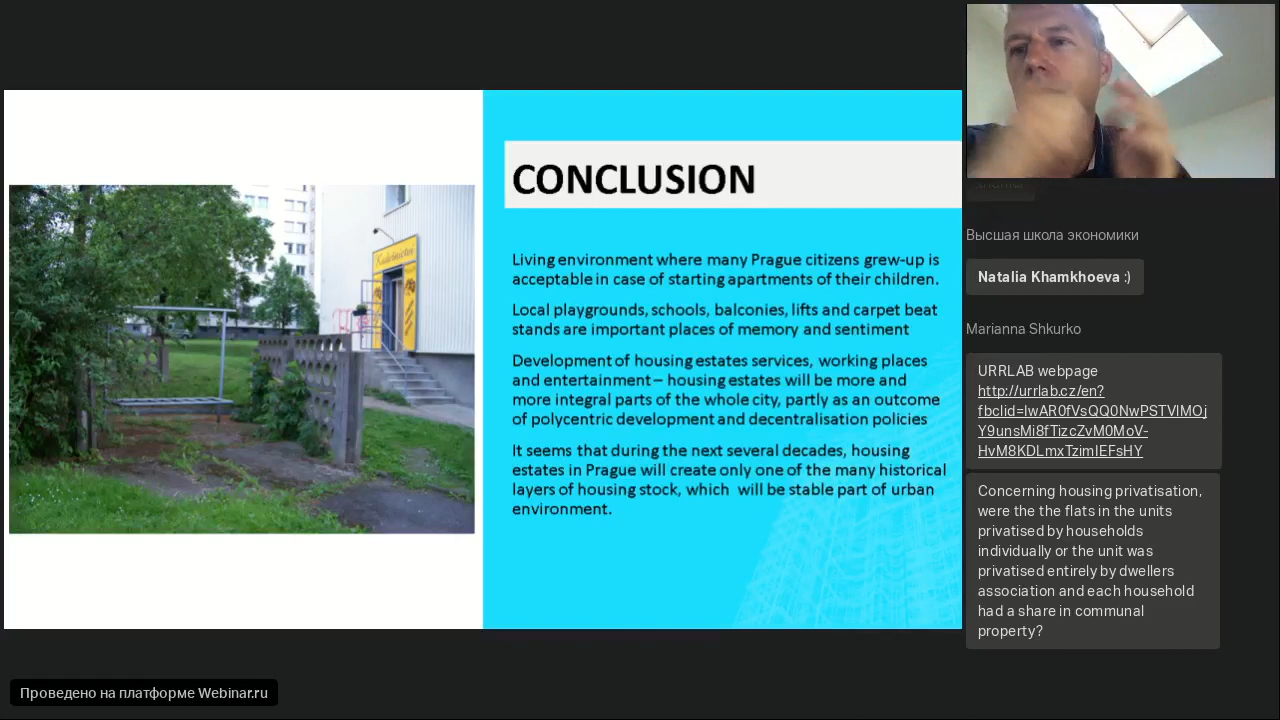 CONCLUSION
Living environment where many Prague citizens grew-up is
acceptable in case of starting apartments of their children.
Local playgrounds, schools, balconies, lifts and carpet beat
stands are important places of memory and sentiment
Development of housing estates services, working places
and entertainment – housing estates will be more and
more integral parts of the whole city, partly as an outcome
of polycentric development and decentralisation policies
It seems that during the next several decades, housing
estates in Prague will create only one of the many historical
layers of housing stock, which will be stable part of urban
environment.
Высшая школа экономики
Natalia Khamkhoeva :)
Marianna Shkurko
URRLAB webpage
http://urrlab.cz/en?
fbclid=IwAR0fVsQQ0NwPSTVlMOj
Y9unsMi8fTizcZvM0MoV-
HvM8KDLmxTzimIEFsHY
Concerning housing privatisation,
were the the flats in the units
privatised by households
individually or the unit was
privatised entirely by dwellers
association and each household
had a share in communal
property?
Проведено на платформе Webinar.ru